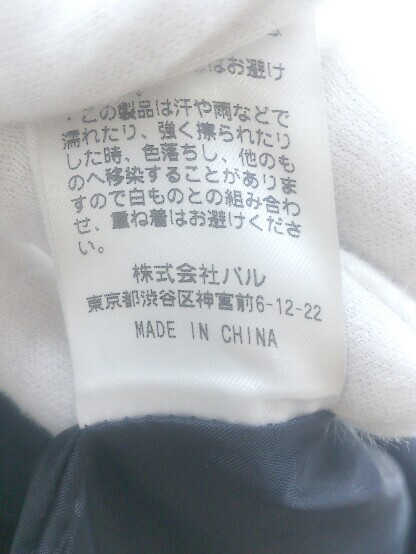 はお避け
・この製品は汗や雨などで
濡れたり、強く擦られたり
した時、色落ちし、他のも
のへ移染することがありま
すので白ものとの組み合わ
せ、重ね着はお避けくださ
い。
株式会社パル
東京都渋谷区神宮前6-12-22
MADE IN CHINA